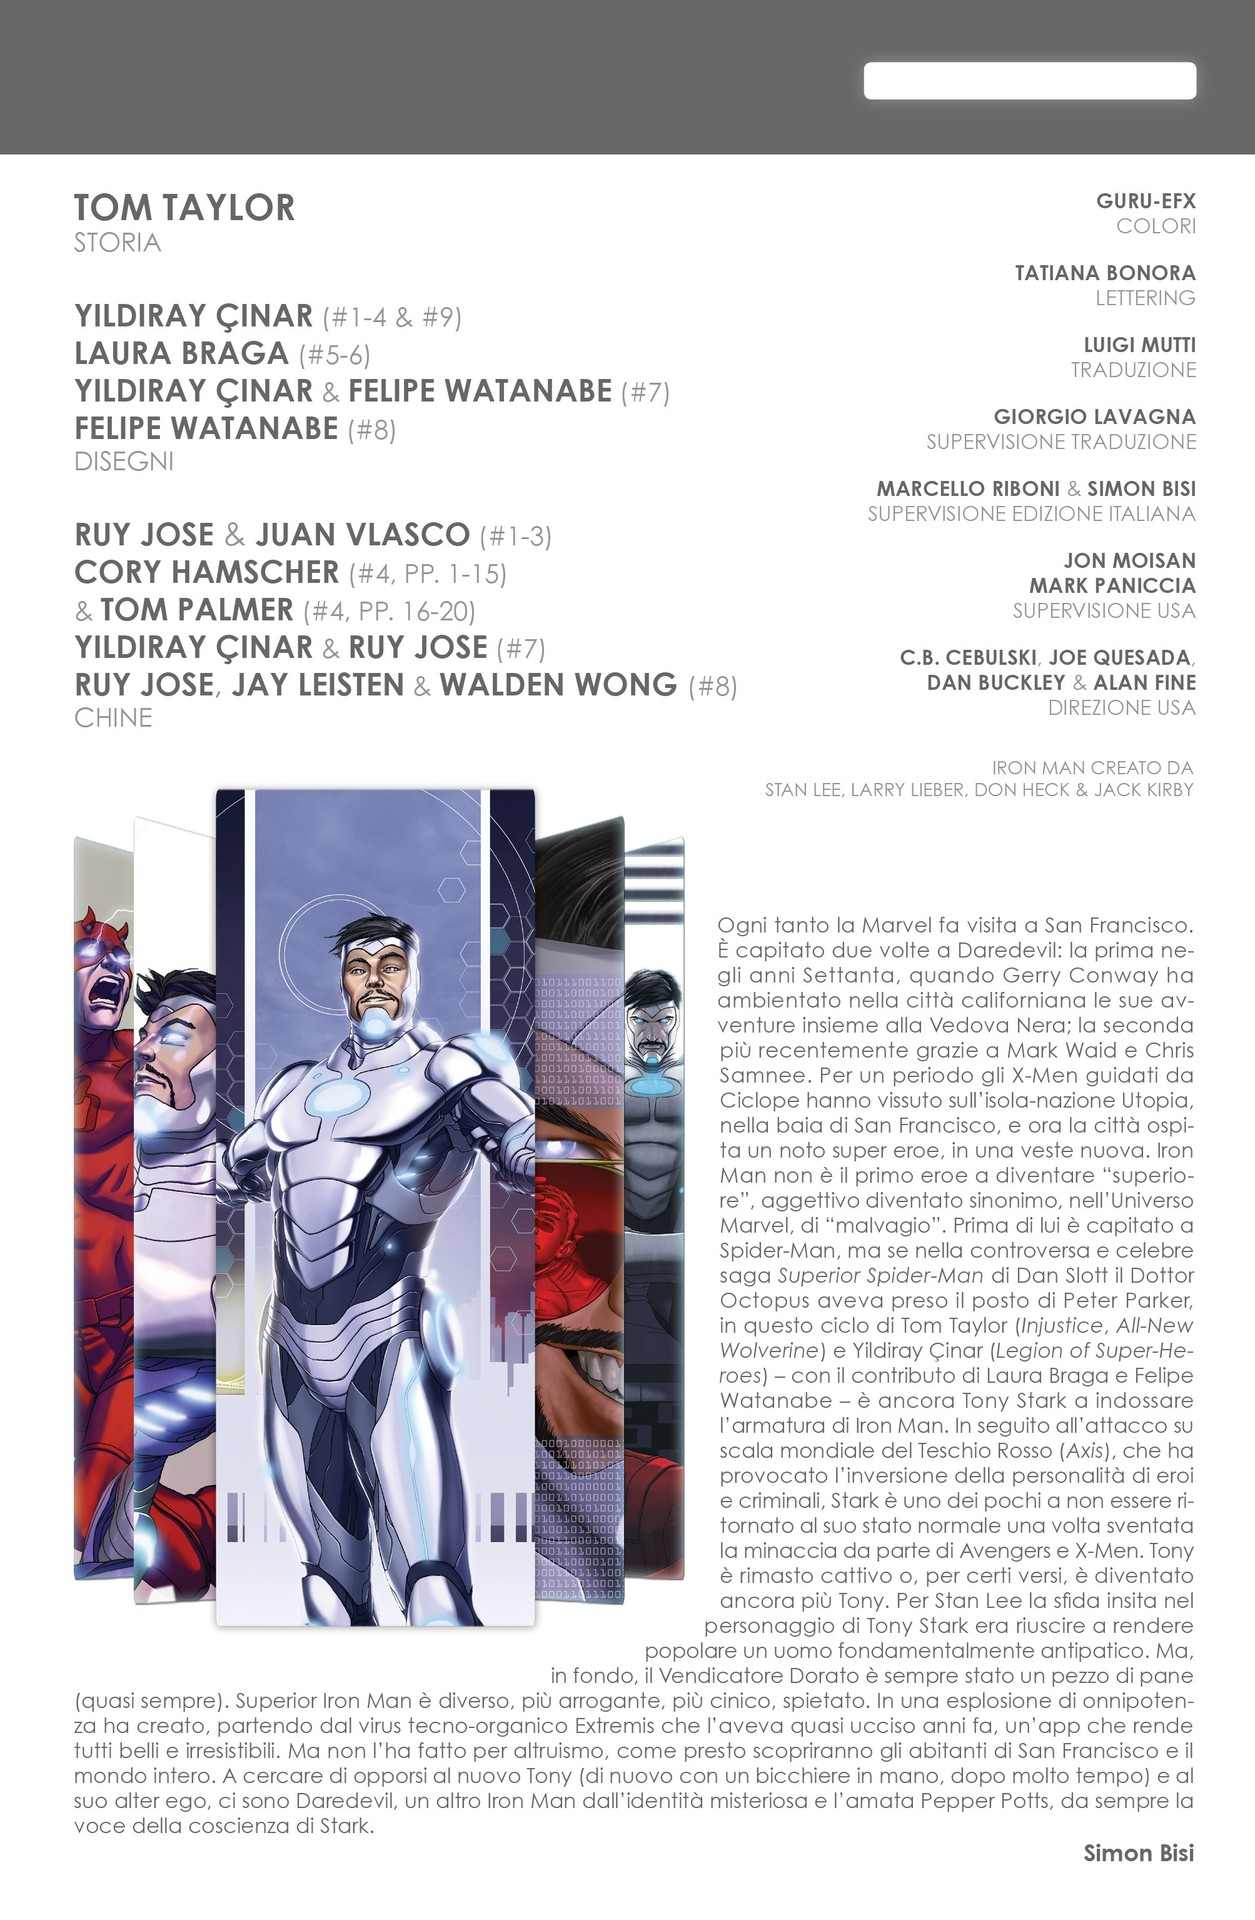 TOM TAYLOR
STORIA
YILDIRAY ÇINAR (#1-4 & #9)
LAURA BRAGA (#5-6)
YILDIRAY ÇINAR & FELIPE WATANABE (#7)
FELIPE WATANABE (#8)
DISEGNI
RUY JOSE & JUAN VLASCO (#1-3)
CORY HAMSCHER (#4, PP. 1-15)
& TOM PALMER (#4, PP. 16-20)
YILDIRAY ÇINAR & RUY JOSE (#7)
RUY JOSE, JAY LEISTEN & WALDEN WONG (#8)
CHINE
GURU-EFX
COLORI
TATIANA BONORA
LETTERING
LUIGI MUTTI
TRADUZIONE
GIORGIO LAVAGNA
SUPERVISIONE TRADUZIONE
MARCELLO RIBONI & SIMON BISI
SUPERVISIONE EDIZIONE ITALIANA
JON MOISAN
MARK PANICCIA
SUPERVISIONE USA
C.B. CEBULSKI, JOE QUESADA,
DAN BUCKLEY & ALAN FINE
DIREZIONE USA
IRON MAN CREATO DA
STAN LEE, LARRY LIEBER, DON HECK & JACK KIRBY
Ogni tanto la Marvel fa visita a San Francisco.
È capitato due volte a Daredevil: la prima ne-
gli anni Settanta, quando Gerry Conway ha
ambientato nella città californiana le sue av-
venture insieme alla Vedova Nera; la seconda
più recentemente grazie a Mark Waid e Chris
Samnee. Per un periodo gli X-Men guidati da
Ciclope hanno vissuto sull'isola-nazione Utopia,
nella baia di San Francisco, e ora la città ospi-
ta un noto super eroe, in una veste nuova. Iron
Man non è il primo eroe a diventare “superio-
re”, aggettivo diventato sinonimo, nell'Universo
Marvel, di “malvagio”. Prima di lui è capitato a
Spider-Man, ma se nella controversa e celebre
saga Superior Spider-Man di Dan Slott il Dottor
Octopus aveva preso il posto di Peter Parker,
in questo ciclo di Tom Taylor (Injustice, All-New
Wolverine) e Yildiray Çinar (Legion of Super-He-
roes) – con il contributo di Laura Braga e Felipe
Watanabe – è ancora Tony Stark a indossare
l'armatura di Iron Man. In seguito all'attacco su
scala mondiale del Teschio Rosso (Axis), che ha
provocato l'inversione della personalità di eroi
e criminali, Stark è uno dei pochi a non essere ri-
tornato al suo stato normale una volta sventata
la minaccia da parte di Avengers e X-Men. Tony
è rimasto cattivo o, per certi versi, è diventato
ancora più Tony. Per Stan Lee la sfida insita nel
personaggio di Tony Stark era riuscire a rendere
popolare un uomo fondamentalmente antipatico. Ma,
in fondo, il Vendicatore Dorato è sempre stato un pezzo di pane
(quasi sempre). Superior Iron Man è diverso, più arrogante, più cinico, spietato. In una esplosione di onnipoten-
za ha creato, partendo dal virus tecno-organico Extremis che l'aveva quasi ucciso anni fa, un'app che rende
tutti belli e irresistibili. Ma non l'ha fatto per altruismo, come presto scopriranno gli abitanti di San Francisco e il
mondo intero. A cercare di opporsi al nuovo Tony (di nuovo con un bicchiere in mano, dopo molto tempo) e al
suo alter ego, ci sono Daredevil, un altro Iron Man dall'identità misteriosa e l'amata Pepper Potts, da sempre la
voce della coscienza di Stark.
Simon Bisi